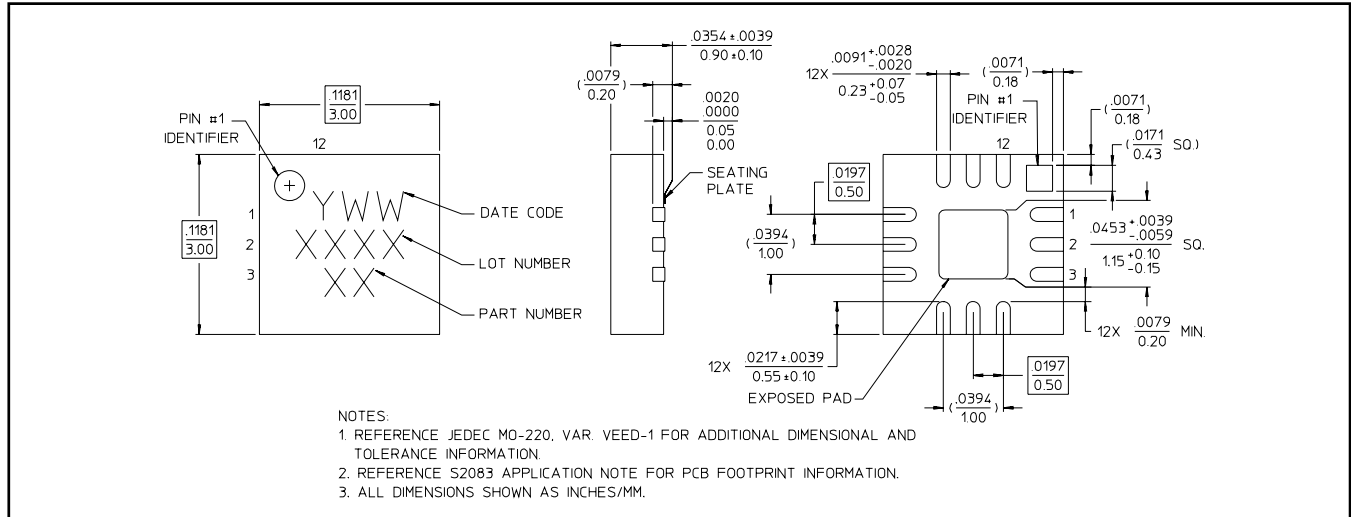 .1181
3.00
PIN #1
IDENTIFIER
12
.1181
3.00
1
2
3
YWW
XXXX
XX
DATE CODE
LOT NUMBER
PART NUMBER
.0354 ±.0039
0.90 ±0.10
(.0079
0.20)
.0020
.0000
0.05
0.00
SEATING
PLATE
12X .0091 +.0028 -.0020
0.23 +0.07 -0.05
(.0071
0.18)
PIN #1
IDENTIFIER
12
(.0071
0.18)
(.0171
0.43 SQ.)
.0197
0.50
(.0394
1.00)
1
2
3
.0453 +.0039 -.0059
1.15 +0.10 -0.15 SQ.
12X .0079
0.20 MIN.
12X .0217 ±.0039
0.55 ±0.10
EXPOSED PAD
(.0394
1.00)
.0197
0.50
NOTES:
1. REFERENCE JEDEC MO-220, VAR. VEED-1 FOR ADDITIONAL DIMENSIONAL AND
TOLERANCE INFORMATION.
2. REFERENCE S2083 APPLICATION NOTE FOR PCB FOOTPRINT INFORMATION.
3. ALL DIMENSIONS SHOWN AS INCHES/MM.